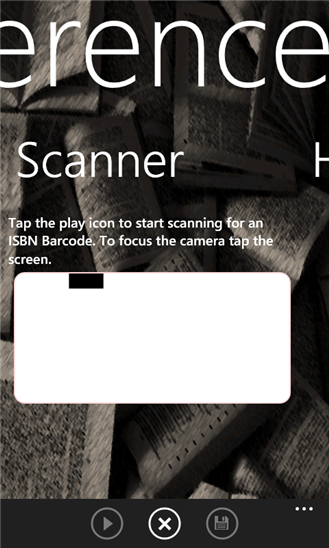 erence
Scanner
H
Tap the play icon to start scanning for an
ISBN Barcode. To focus the camera tap the
screen.